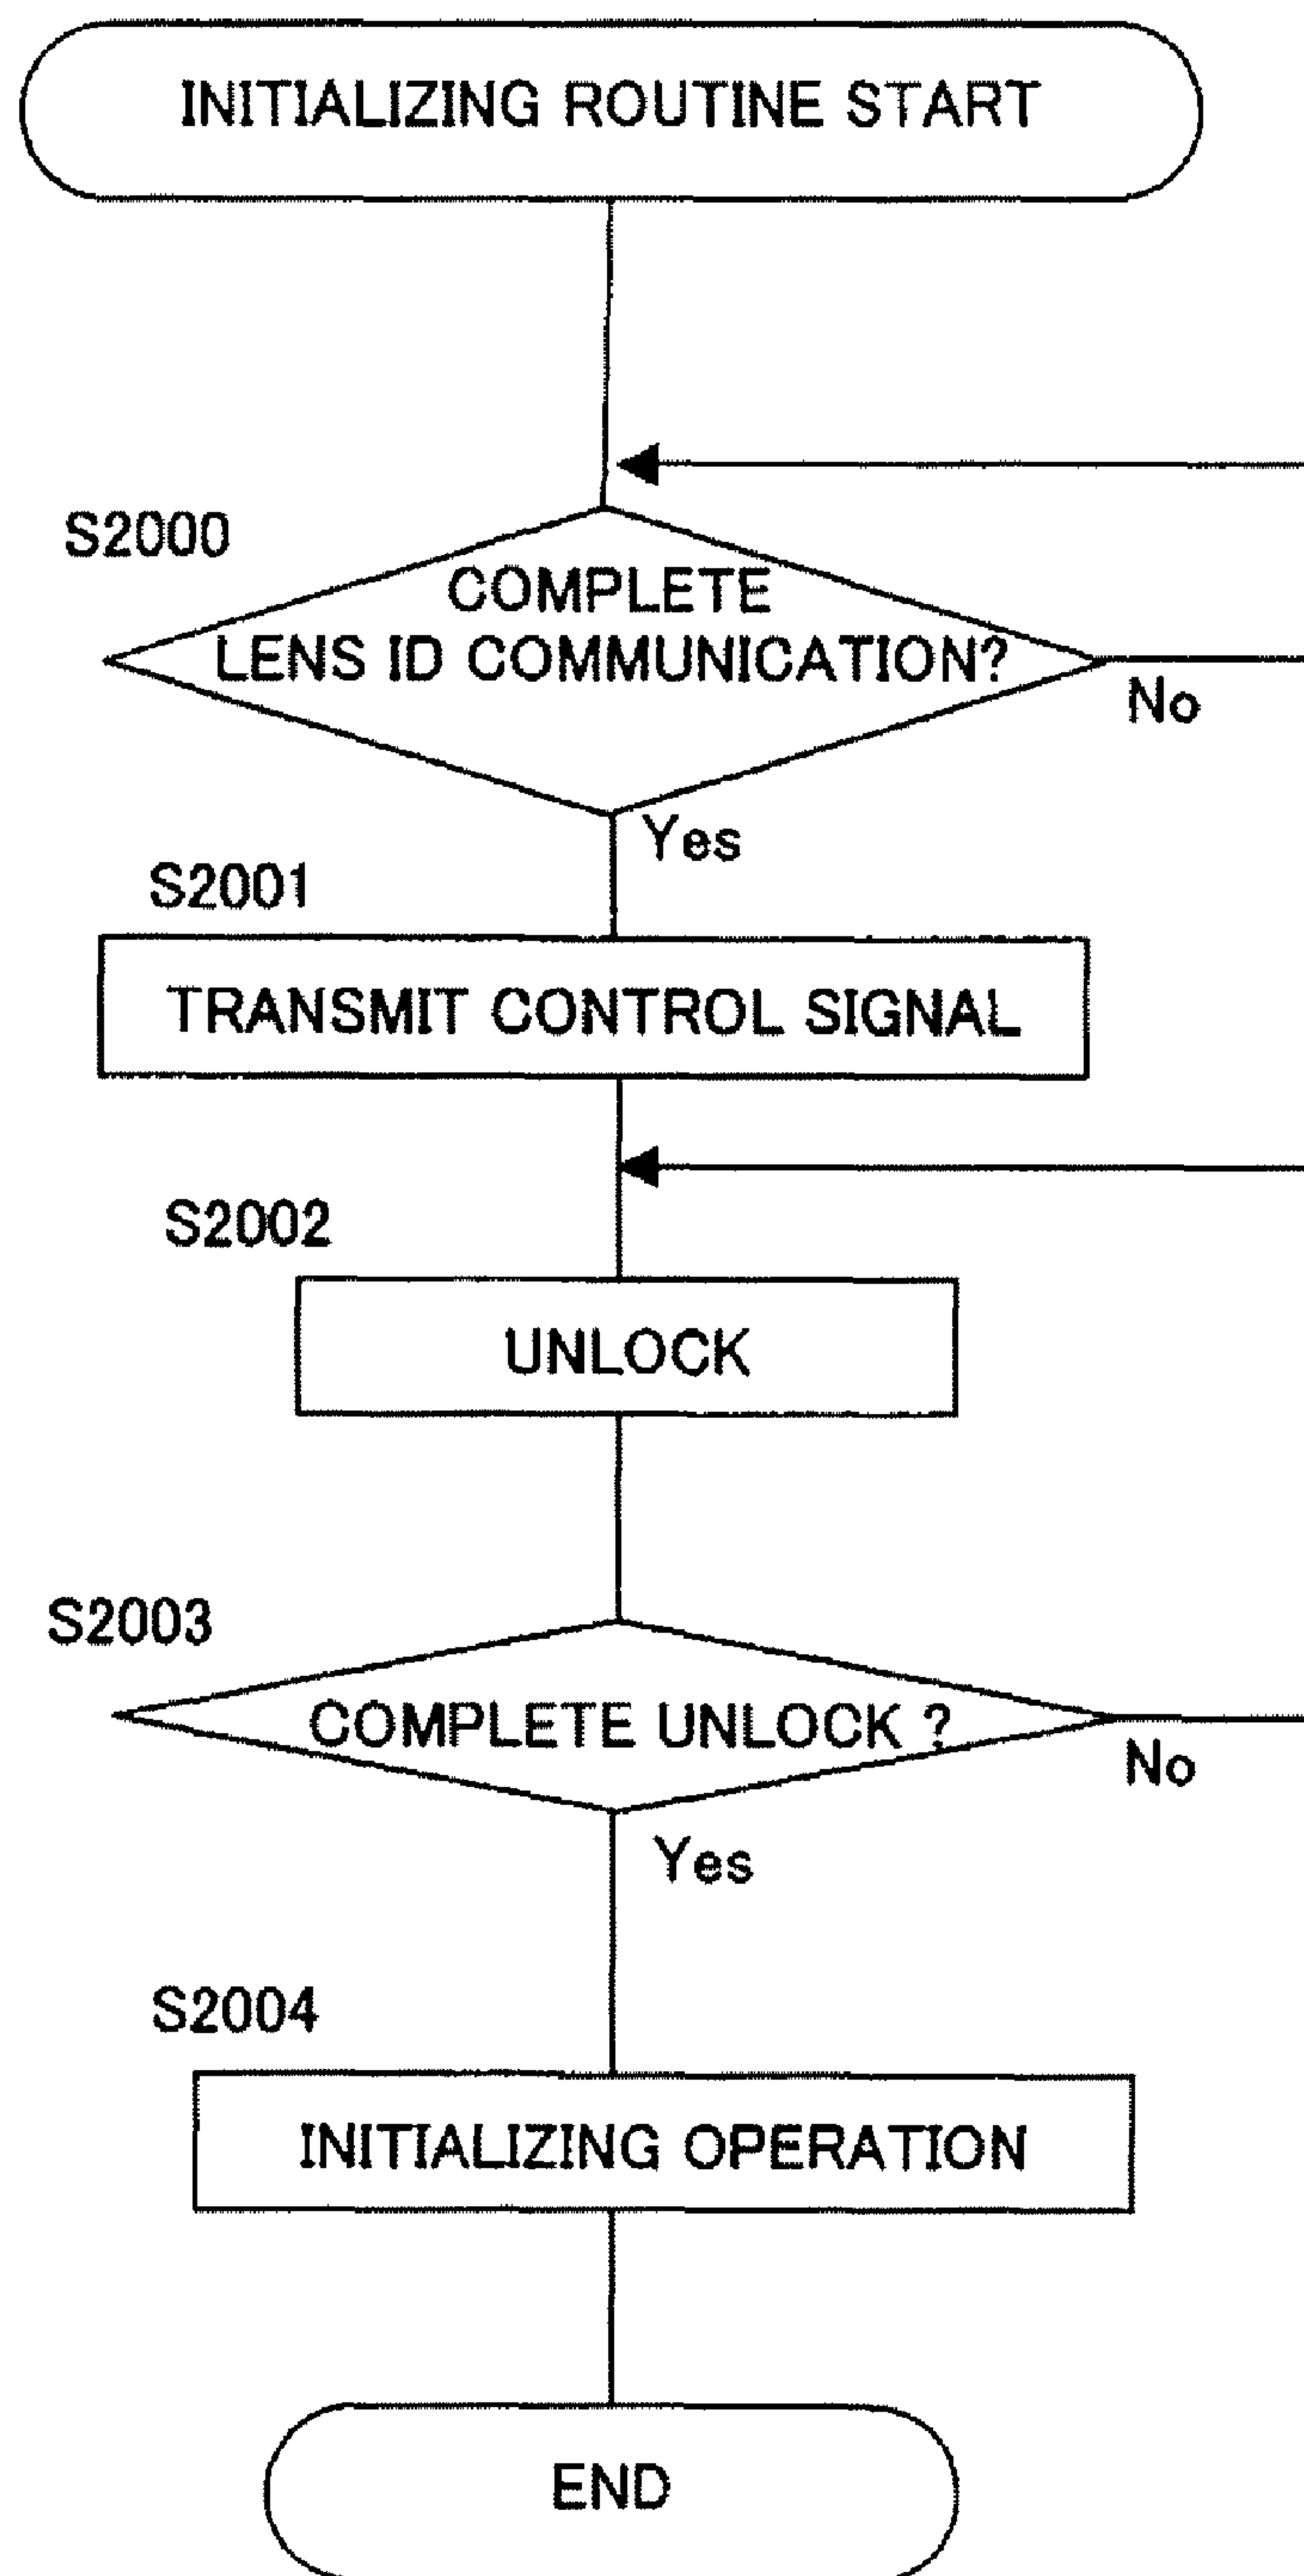 INITIALIZING ROUTINE START
S2000
COMPLETE
LENS ID COMMUNICATION?
No
Yes
S2001
TRANSMIT CONTROL SIGNAL
S2002
UNLOCK
S2003
COMPLETE UNLOCK ?
No
Yes
S2004
INITIALIZING OPERATION
END